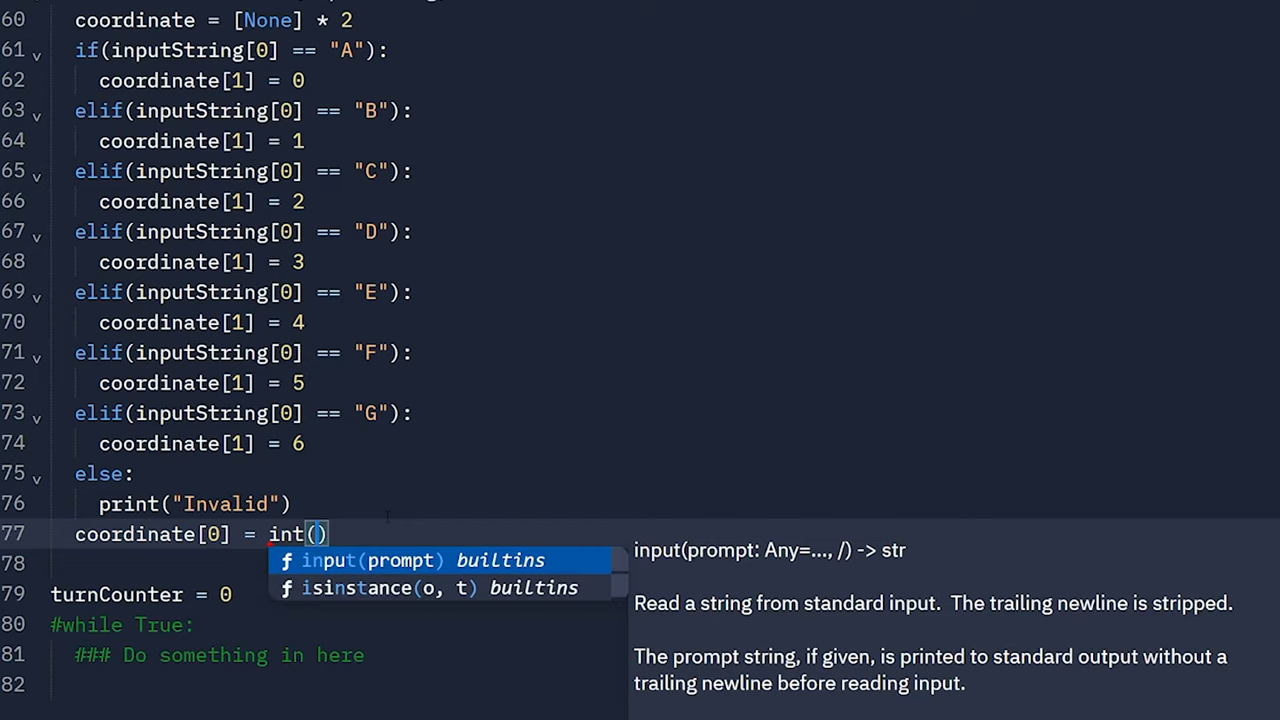 60 coordinate = [None] * 2
61 if(inputString[0] == "A"):
62 coordinate[1] = 0
63 elif(inputString[0] == "B"):
64 coordinate[1] = 1
65 elif(inputString[0] == "C"):
66 coordinate[1] = 2
67 elif(inputString[0] == "D"):
68 coordinate[1] = 3
69 elif(inputString[0] == "E"):
70 coordinate[1] = 4
71 elif(inputString[0] == "F"):
72 coordinate[1] = 5
73 elif(inputString[0] == "G"):
74 coordinate[1] = 6
75 else:
76 print("Invalid")
77 coordinate[0] = int()
78
f input(prompt) builtins
f isinstance(o, t) builtins
input(prompt: Any=..., /) -> str
Read a string from standard input. The trailing newline is stripped.
The prompt string, if given, is printed to standard output without a
trailing newline before reading input.
79 turnCounter = 0
80 #while True:
81 ### Do something in here
82